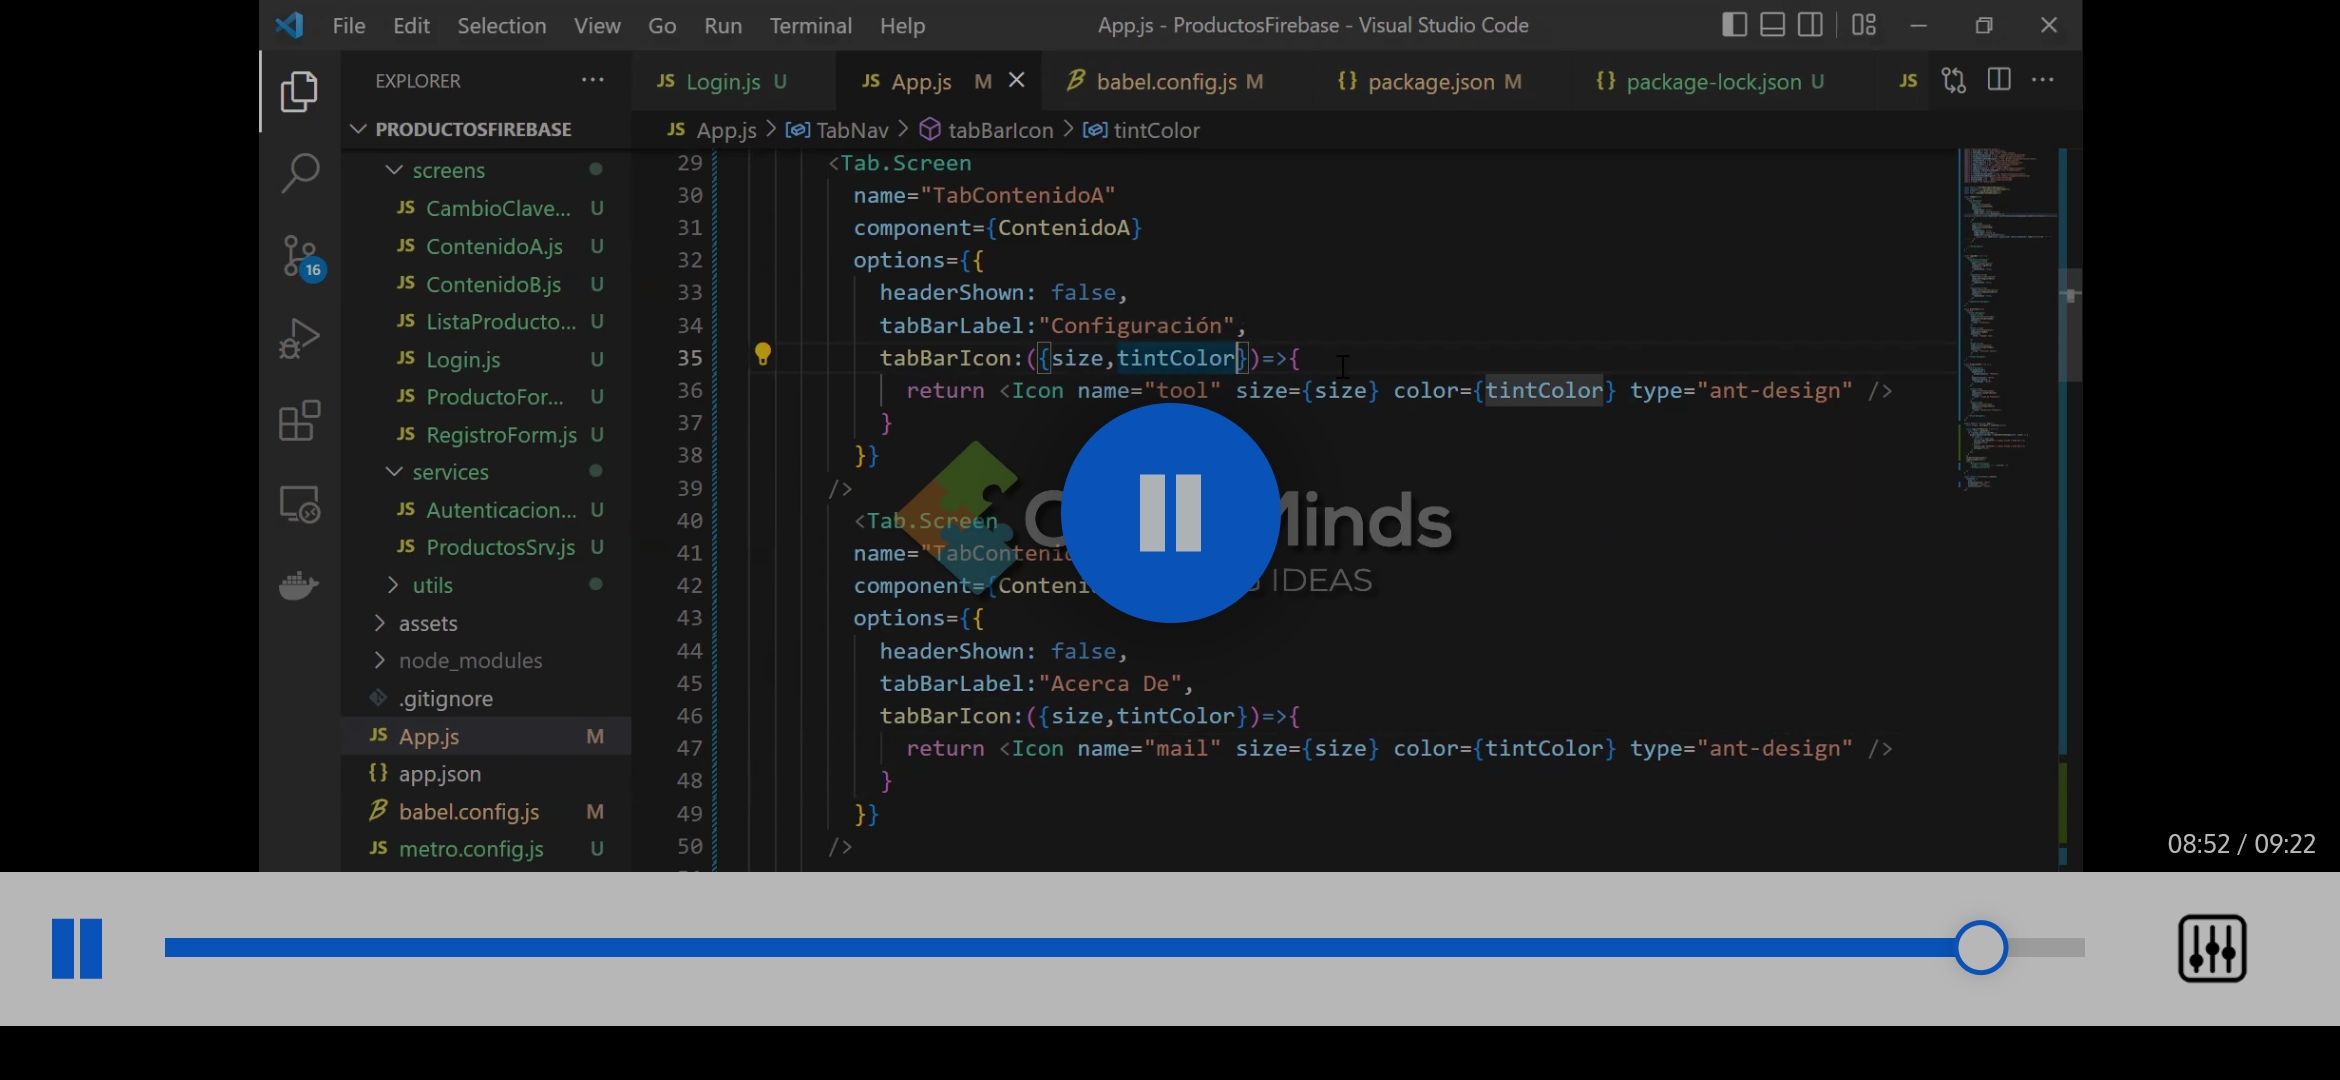 File Edit Selection View Go Run Terminal Help App.js - ProductosFirebase - Visual Studio Code
EXPLORER ...
JS Login.js U JS App.js M babel.config.js M {} package.json M {} package-lock.json U JS ...
PRODUCTOSFIREBASE
JS App.js > TabNav > tabBarIcon > tintColor
screens
JS CambioClave... U
JS ContenidoA.js U
JS ContenidoB.js U
JS ListaProducto... U
JS Login.js U
JS ProductoFor... U
JS RegistroForm.js U
services
JS Autenticacion... U
JS ProductosSrv.js U
utils
assets
node_modules
.gitignore
JS App.js M
{} app.json
babel.config.js M
JS metro.config.js U
16
29 <Tab.Screen
30 name="TabContenidoA"
31 component={ContenidoA}
32 options={{
33 headerShown: false,
34 tabBarLabel:"Configuración",
35 tabBarIcon:({size,tintColor})=>{
36 return <Icon name="tool" size={size} color={tintColor} type="ant-design" />
37 }
38 }}
39 />
40 <Tab.Screen
41 name="TabConteni
42 component={Conteni
43 options={{
44 headerShown: false,
45 tabBarLabel:"Acerca De",
46 tabBarIcon:({size,tintColor})=>{
47 return <Icon name="mail" size={size} color={tintColor} type="ant-design" />
48 }
49 }}
50 />
Minds
IDEAS
08:52 / 09:22